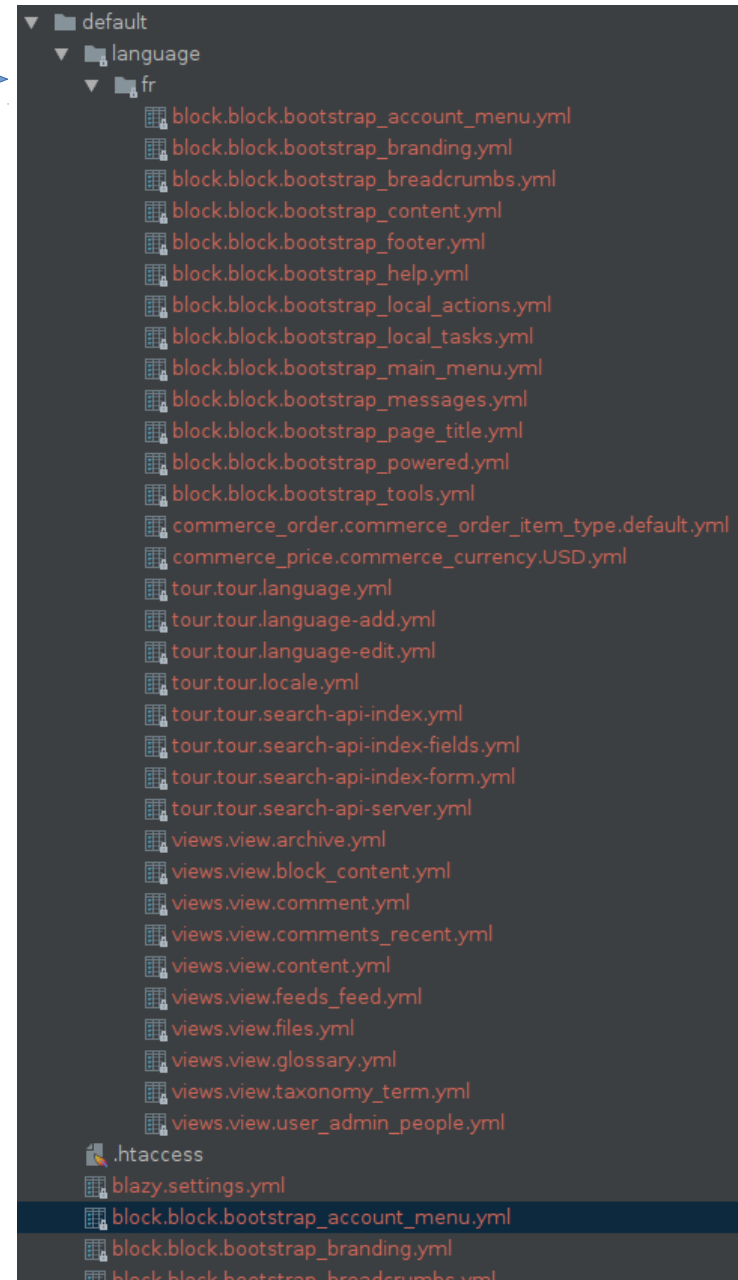 default
language
fr
block.block.bootstrap_account_menu.yml
block.block.bootstrap_branding.yml
block.block.bootstrap_breadcrumbs.yml
block.block.bootstrap_content.yml
block.block.bootstrap_footer.yml
block.block.bootstrap_help.yml
block.block.bootstrap_local_actions.yml
block.block.bootstrap_local_tasks.yml
block.block.bootstrap_main_menu.yml
block.block.bootstrap_messages.yml
block.block.bootstrap_page_title.yml
block.block.bootstrap_powered.yml
block.block.bootstrap_tools.yml
commerce_order.commerce_order_item_type.default.yml
commerce_price.commerce_currency.USD.yml
tour.tour.language.yml
tour.tour.language-add.yml
tour.tour.language-edit.yml
tour.tour.locale.yml
tour.tour.search-api-index.yml
tour.tour.search-api-index-fields.yml
tour.tour.search-api-index-form.yml
tour.tour.search-api-server.yml
views.view.archive.yml
views.view.block_content.yml
views.view.comment.yml
views.view.comments_recent.yml
views.view.content.yml
views.view.feeds_feed.yml
views.view.files.yml
views.view.glossary.yml
views.view.taxonomy_term.yml
views.view.user_admin_people.yml
.htaccess
blazy.settings.yml
block.block.bootstrap_account_menu.yml
block.block.bootstrap_branding.yml
block.block.bootstrap_breadcrumbs.yml